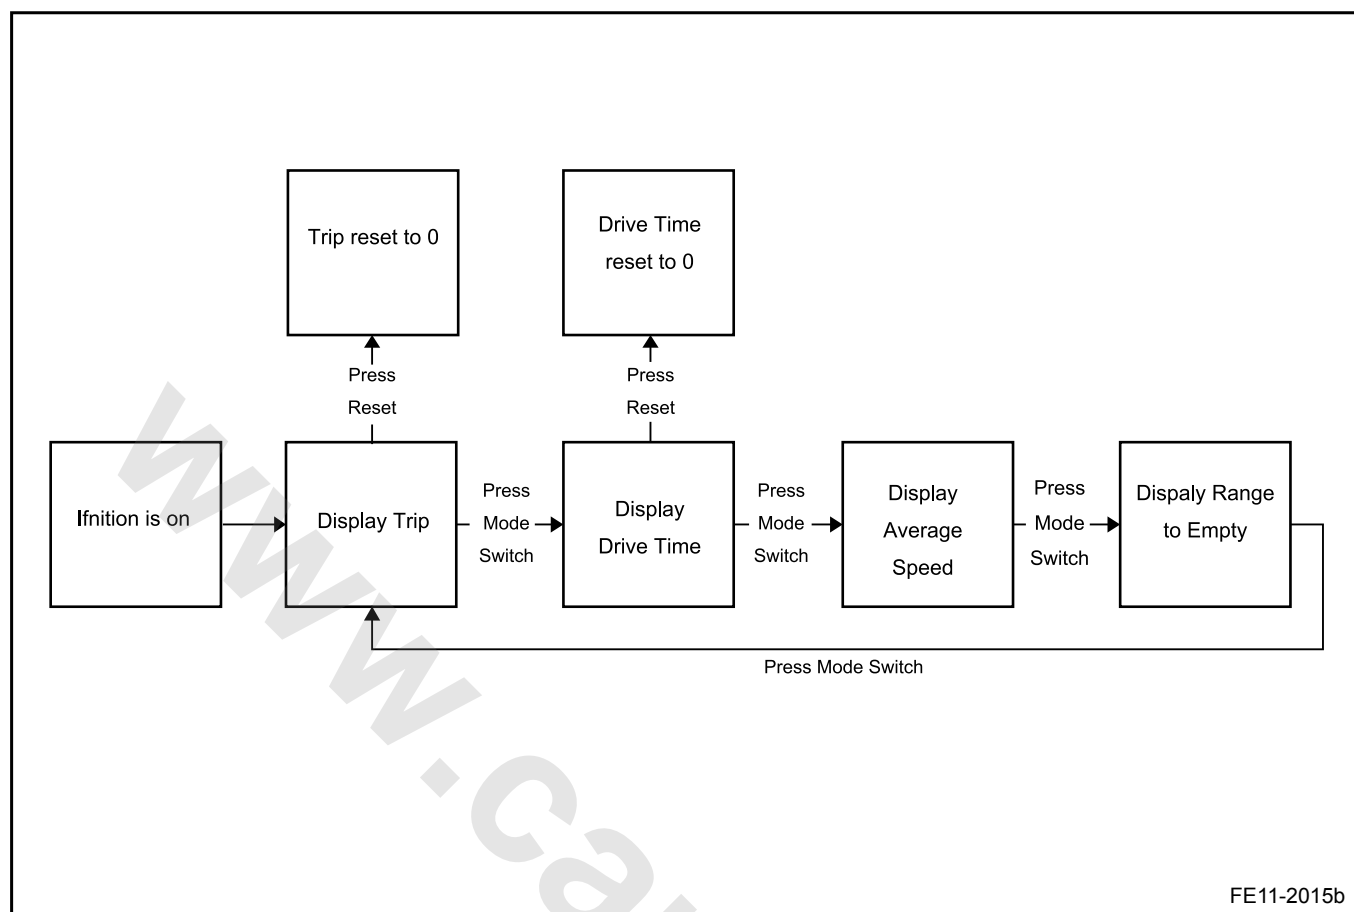 Trip reset to 0
Drive Time
reset to 0
Press
Reset
Press
Reset
Ifnition is on
Display Trip
Press
Mode
Switch
Display
Drive Time
Press
Mode
Switch
Display
Average
Speed
Press
Mode
Switch
Dispaly Range
to Empty
Press Mode Switch
www.ca
FE11-2015b